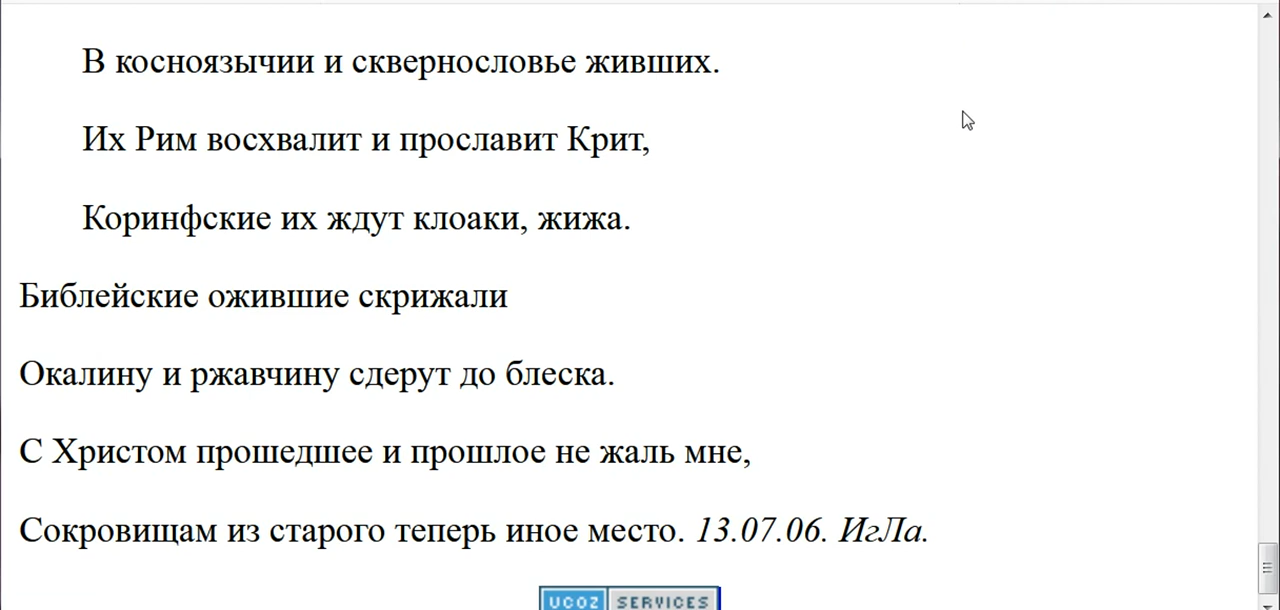 В косноязычии и сквернословье живших.
Их Рим восхвалит и прославит Крит,
Коринфские их ждут клоаки, жижа.
Библейские ожившие скрижали
Окалину и ржавчину сдерут до блеска.
С Христом прошедшее и прошлое не жаль мне,
Сокровищам из старого теперь иное место. 13.07.06. ИгЛа.
UCOZ SERVICES